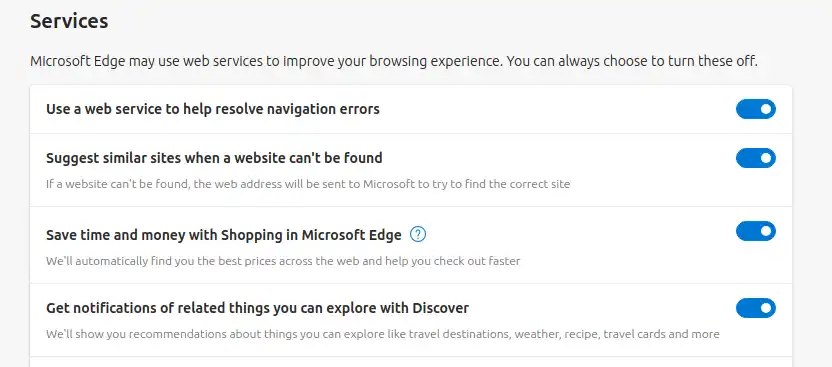 Services
Microsoft Edge may use web services to improve your browsing experience. You can always choose to turn these off.
Use a web service to help resolve navigation errors
Suggest similar sites when a website can't be found
If a website can't be found, the web address will be sent to Microsoft to try to find the correct site
Save time and money with Shopping in Microsoft Edge ?
We'll automatically find you the best prices across the web and help you check out faster
Get notifications of related things you can explore with Discover
We'll show you recommendations about things you can explore like travel destinations, weather, recipe, travel cards and more